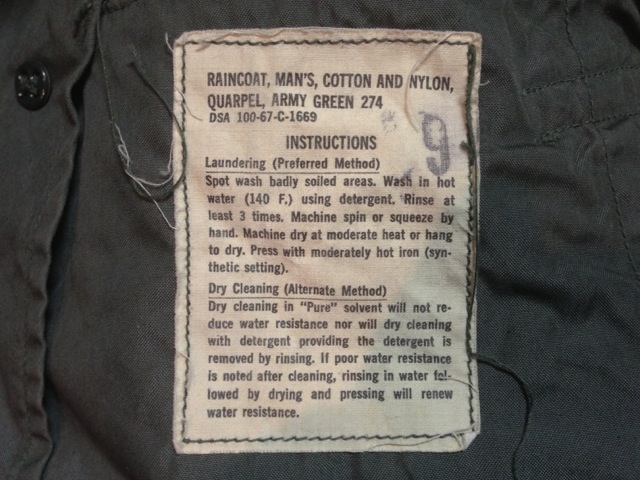 RAINCOAT, MAN'S, COTTON AND NYLON,
QUARPEL, ARMY GREEN 274
DSA 100-67-C-1669
9
INSTRUCTIONS
Laundering (Preferred Method)
Spot wash badly soiled areas. Wash in hot
water (140 F.) using detergent. Rinse at
least 3 times. Machine spin or squeeze by
hand. Machine dry at moderate heat or hang
to dry. Press with moderately hot iron (syn-
thetic setting).
Dry Cleaning (Alternate Method)
Dry cleaning in "Pure" solvent will not re-
duce water resistance nor will dry cleaning
with detergent providing the detergent is
removed by rinsing. If poor water resistance
is noted after cleaning, rinsing in water fol-
lowed by drying and pressing will renew
water resistance.